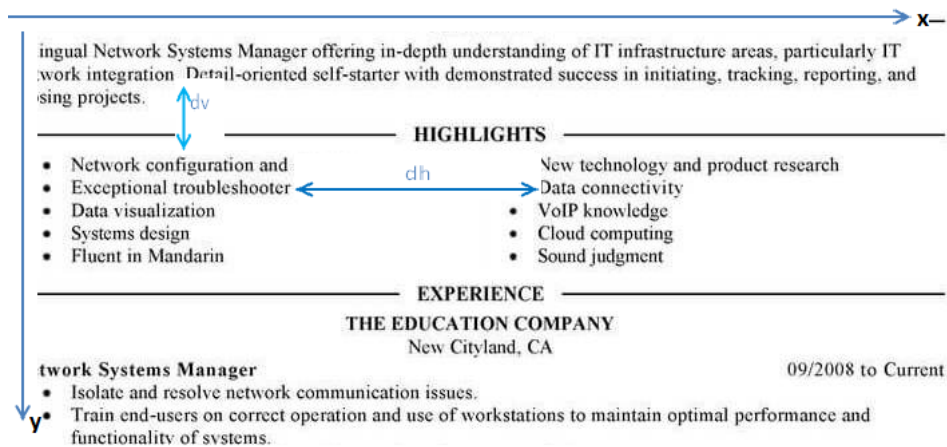 x
ingual Network Systems Manager offering in-depth understanding of IT infrastructure areas, particularly IT
work integration Detail-oriented self-starter with demonstrated success in initiating, tracking, reporting, and
sing projects.
dv
HIGHLIGHTS
• Network configuration and
• Exceptional troubleshooter
• Data visualization
• Systems design
• Fluent in Mandarin
dh
New technology and product research
Data connectivity
• VoIP knowledge
• Cloud computing
• Sound judgment
EXPERIENCE
THE EDUCATION COMPANY
New Cityland, CA
twork Systems Manager 09/2008 to Current
• Isolate and resolve network communication issues.
y
• Train end-users on correct operation and use of workstations to maintain optimal performance and
functionality of systems.